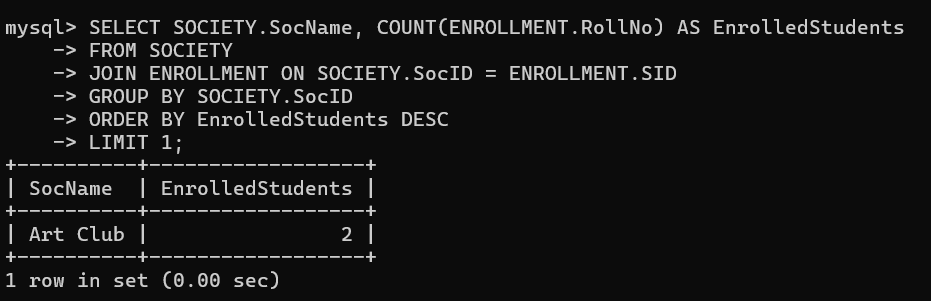 mysql> SELECT SOCIETY.SocName, COUNT(ENROLLMENT.RollNo) AS EnrolledStudents
    -> FROM SOCIETY
    -> JOIN ENROLLMENT ON SOCIETY.SocID = ENROLLMENT.SID
    -> GROUP BY SOCIETY.SocID
    -> ORDER BY EnrolledStudents DESC
    -> LIMIT 1;
+----------+------------------+
| SocName  | EnrolledStudents |
+----------+------------------+
| Art Club |                2 |
+----------+------------------+
1 row in set (0.00 sec)